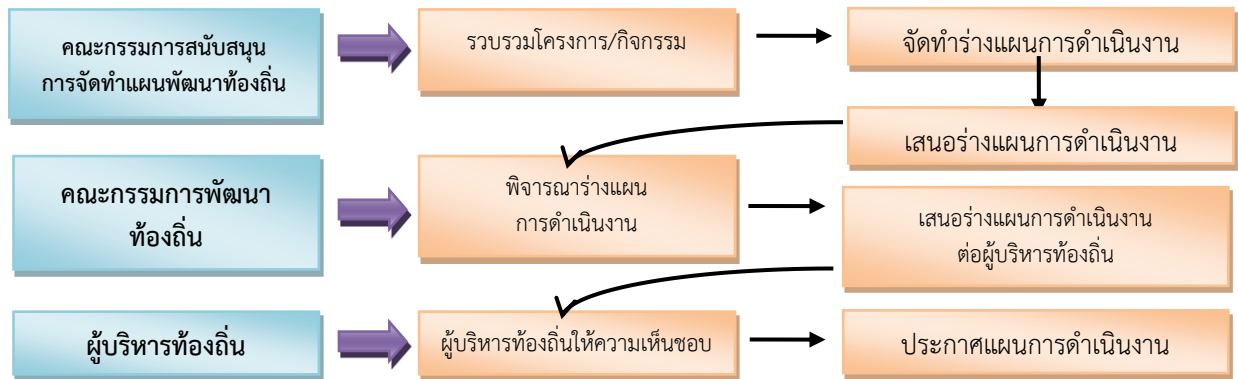 คณะกรรมการสนับสนุน
การจัดทำแผนพัฒนาท้องถิ่น
รวบรวมโครงการ/กิจกรรม
จัดทำร่างแผนการดำเนินงาน
เสนอร่างแผนการดำเนินงาน
คณะกรรมการพัฒนา
ท้องถิ่น
พิจารณาร่างแผน
การดำเนินงาน
เสนอร่างแผนการดำเนินงาน
ต่อผู้บริหารท้องถิ่น
ผู้บริหารท้องถิ่น
ผู้บริหารท้องถิ่นให้ความเห็นชอบ
ประกาศแผนการดำเนินงาน